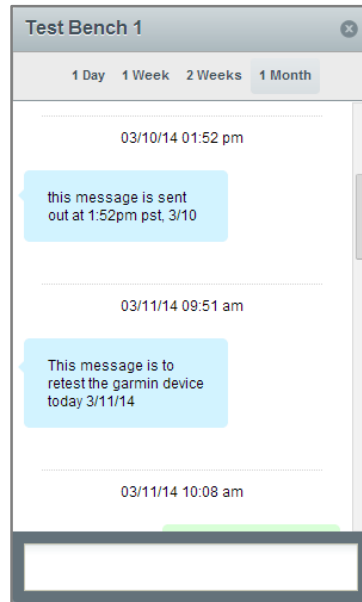 Test Bench 1
1 Day 1 Week 2 Weeks 1 Month
03/10/14 01:52 pm
this message is sent
out at 1:52pm pst, 3/10
03/11/14 09:51 am
This message is to
retest the garmin device
today 3/11/14
03/11/14 10:08 am